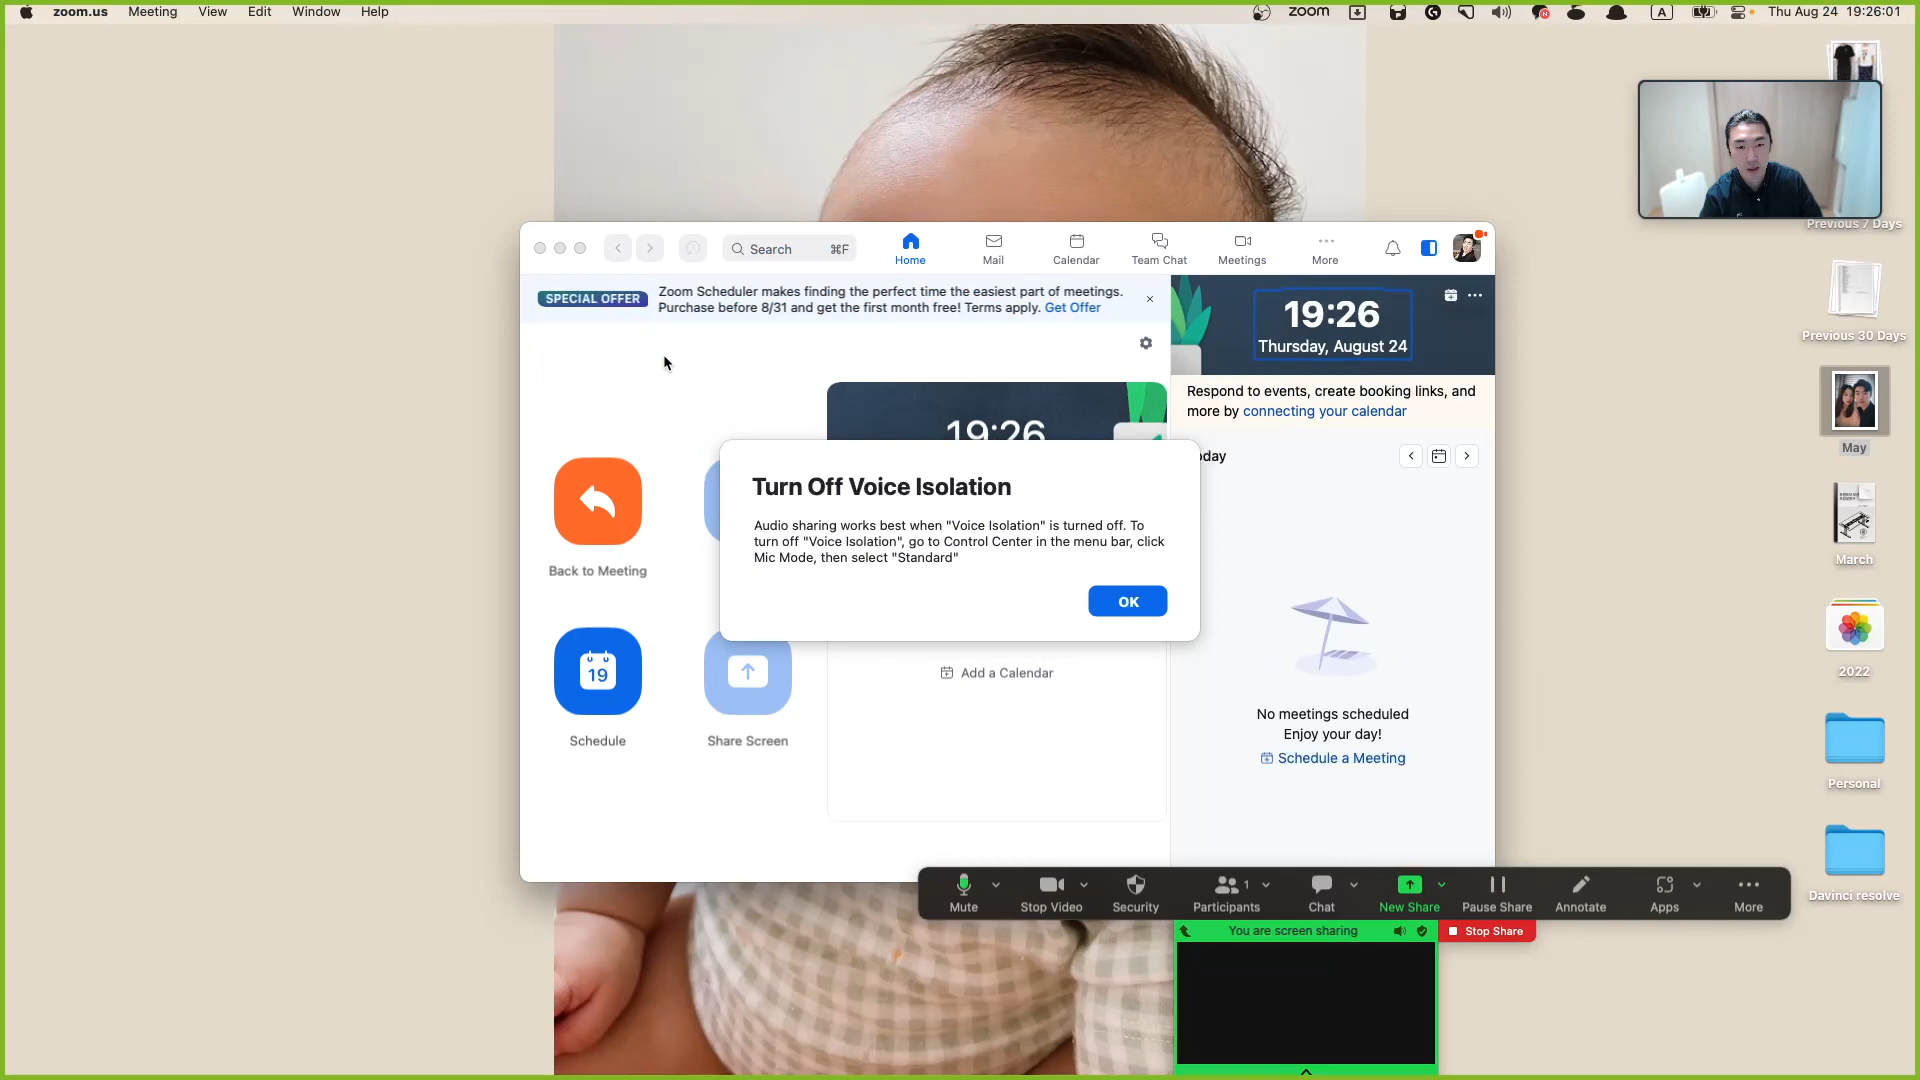 zoom.us Meeting View Edit Window Help
zoom A Thu Aug 24 19:26:01
Previous 7 Days
Previous 30 Days
May
March
2022
Personal
Davinci resolve
Search ⌘F
Home
Mail
Calendar
Team Chat
Meetings
More
SPECIAL OFFER
Zoom Scheduler makes finding the perfect time the easiest part of meetings.
Purchase before 8/31 and get the first month free! Terms apply. Get Offer
19:26
Thursday, August 24
Respond to events, create booking links, and
more by connecting your calendar
oday
19:26
Turn Off Voice Isolation
Audio sharing works best when "Voice Isolation" is turned off. To
turn off "Voice Isolation", go to Control Center in the menu bar, click
Mic Mode, then select "Standard"
OK
Back to Meeting
19
Schedule
Share Screen
Add a Calendar
No meetings scheduled
Enjoy your day!
Schedule a Meeting
Mute
Stop Video
Security
1
Participants
Chat
New Share
Pause Share
Annotate
Apps
More
You are screen sharing
Stop Share